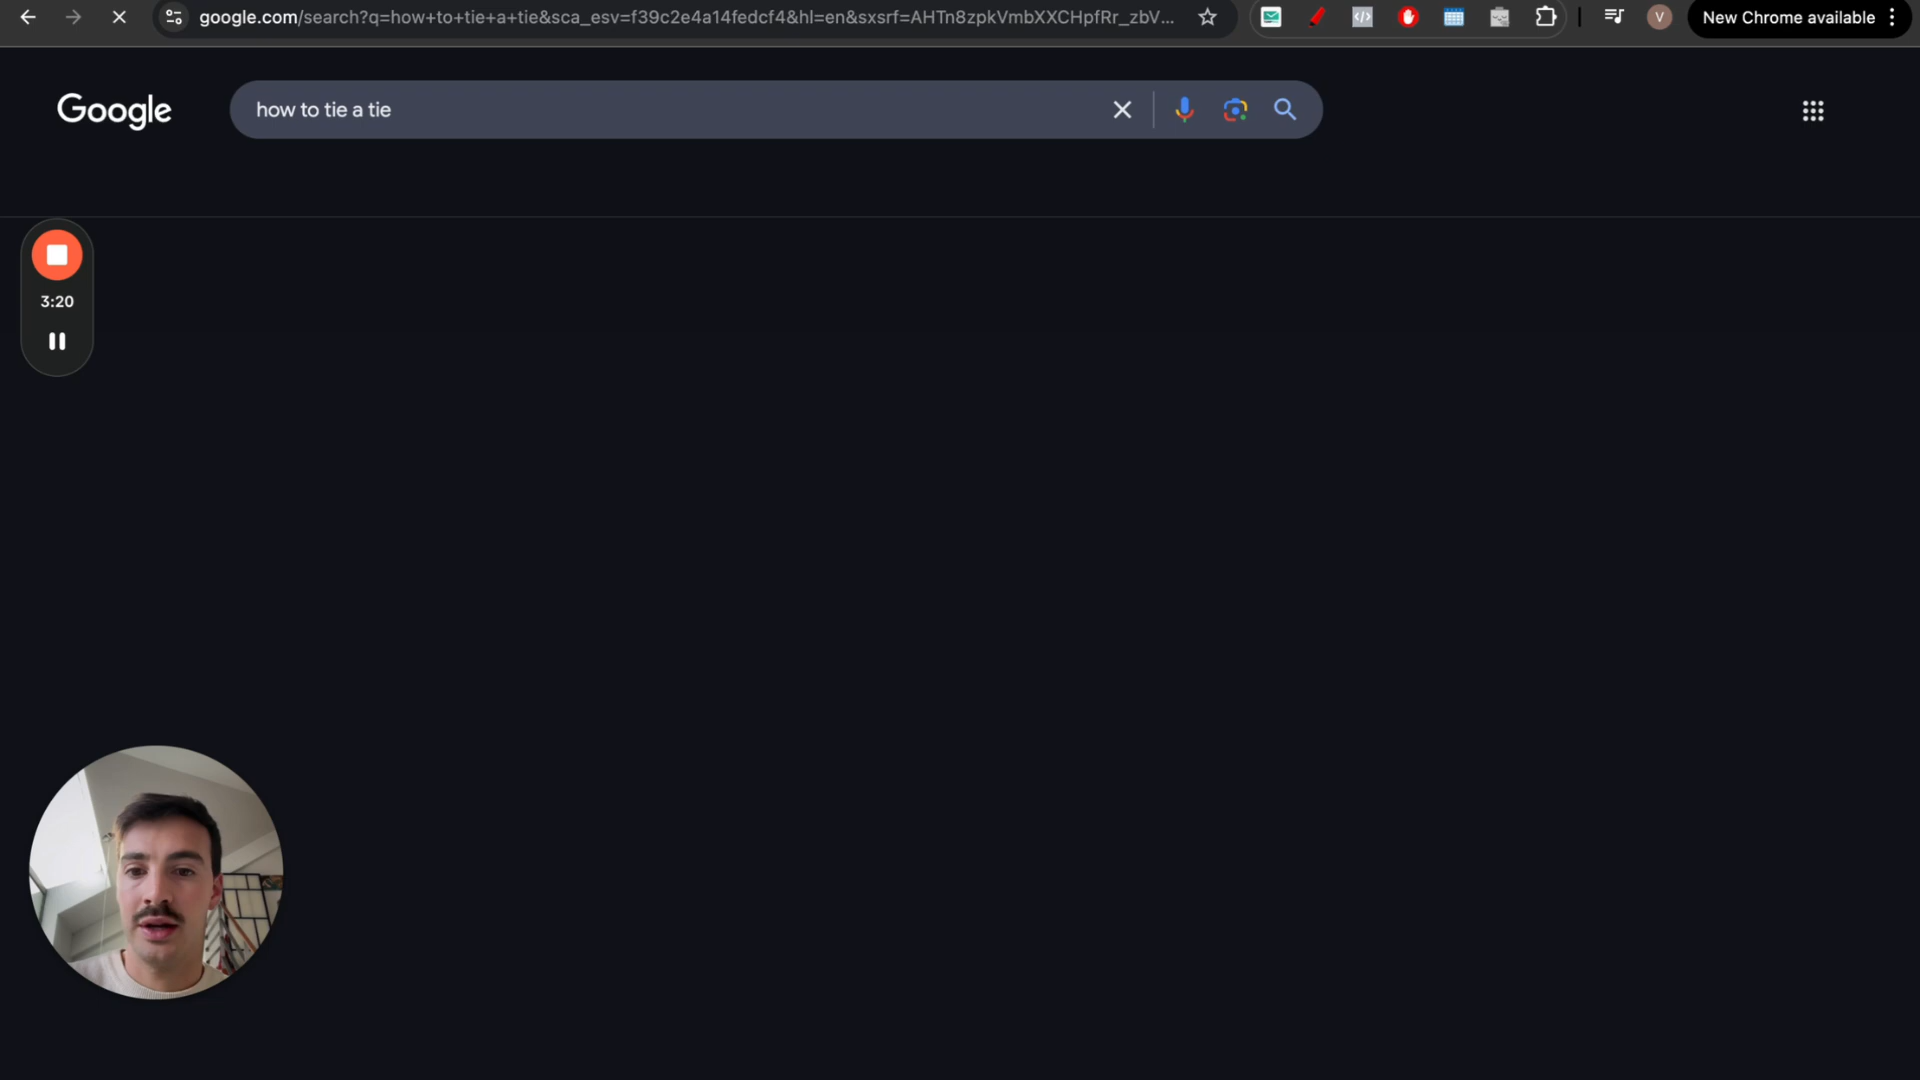 google.com/search?q=how+to+tie+a+tie&sca_esv=f39c2e4a14fedcf4&hl=en&sxsrf=AHTn8zpkVmbXXCHpfRr_zbV...
V
New Chrome available
Google
how to tie a tie
3:20